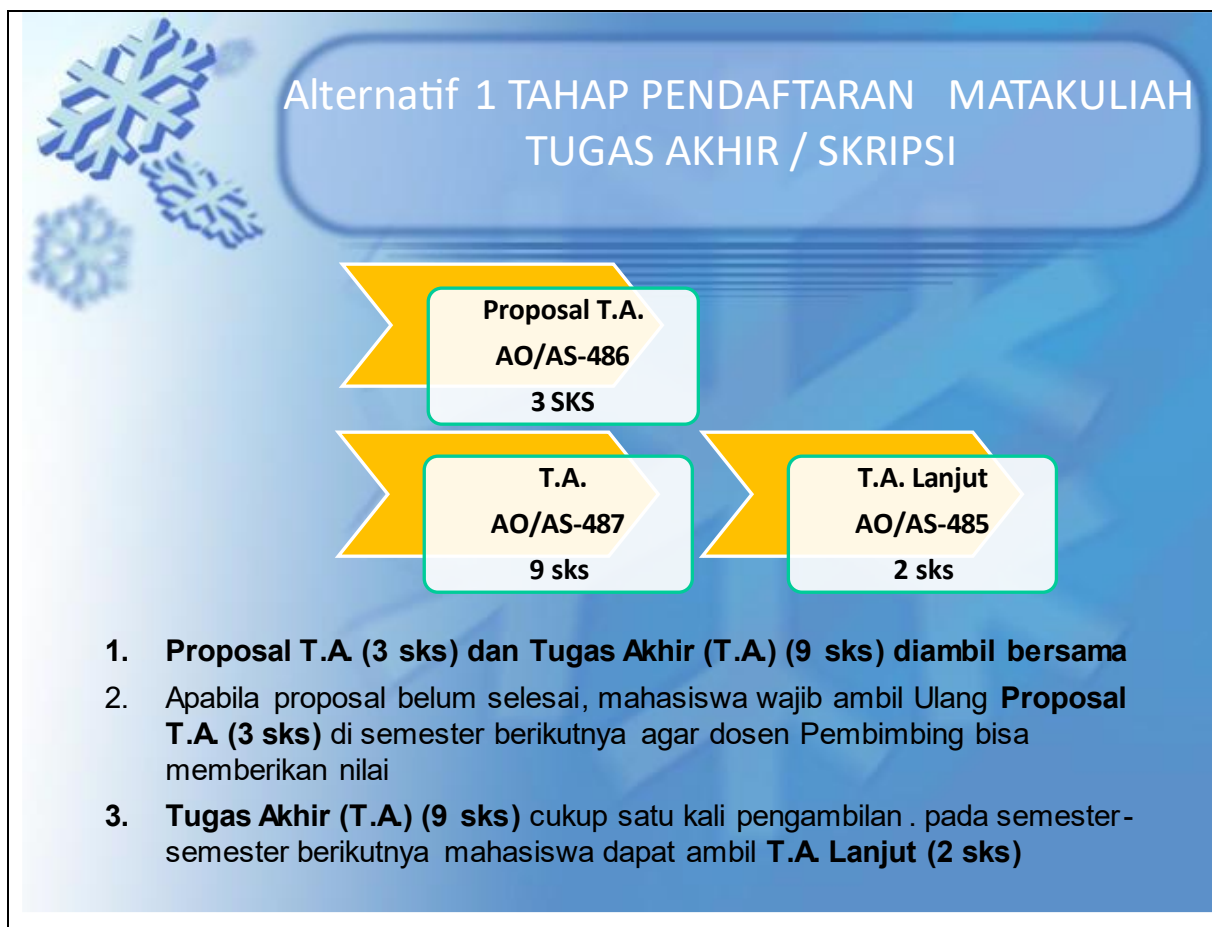 Alternatif 1 TAHAP PENDAFTARAN MATAKULIAH
TUGAS AKHIR / SKRIPSI
Proposal T.A.
AO/AS-486
3 SKS
T.A.
AO/AS-487
9 sks
T.A. Lanjut
AO/AS-485
2 sks
1. Proposal T.A. (3 sks) dan Tugas Akhir (T.A.) (9 sks) diambil bersama
2. Apabila proposal belum selesai, mahasiswa wajib ambil Ulang Proposal
T.A. (3 sks) di semester berikutnya agar dosen Pembimbing bisa
memberikan nilai
3. Tugas Akhir (T.A.) (9 sks) cukup satu kali pengambilan . pada semester-
semester berikutnya mahasiswa dapat ambil T.A. Lanjut (2 sks)